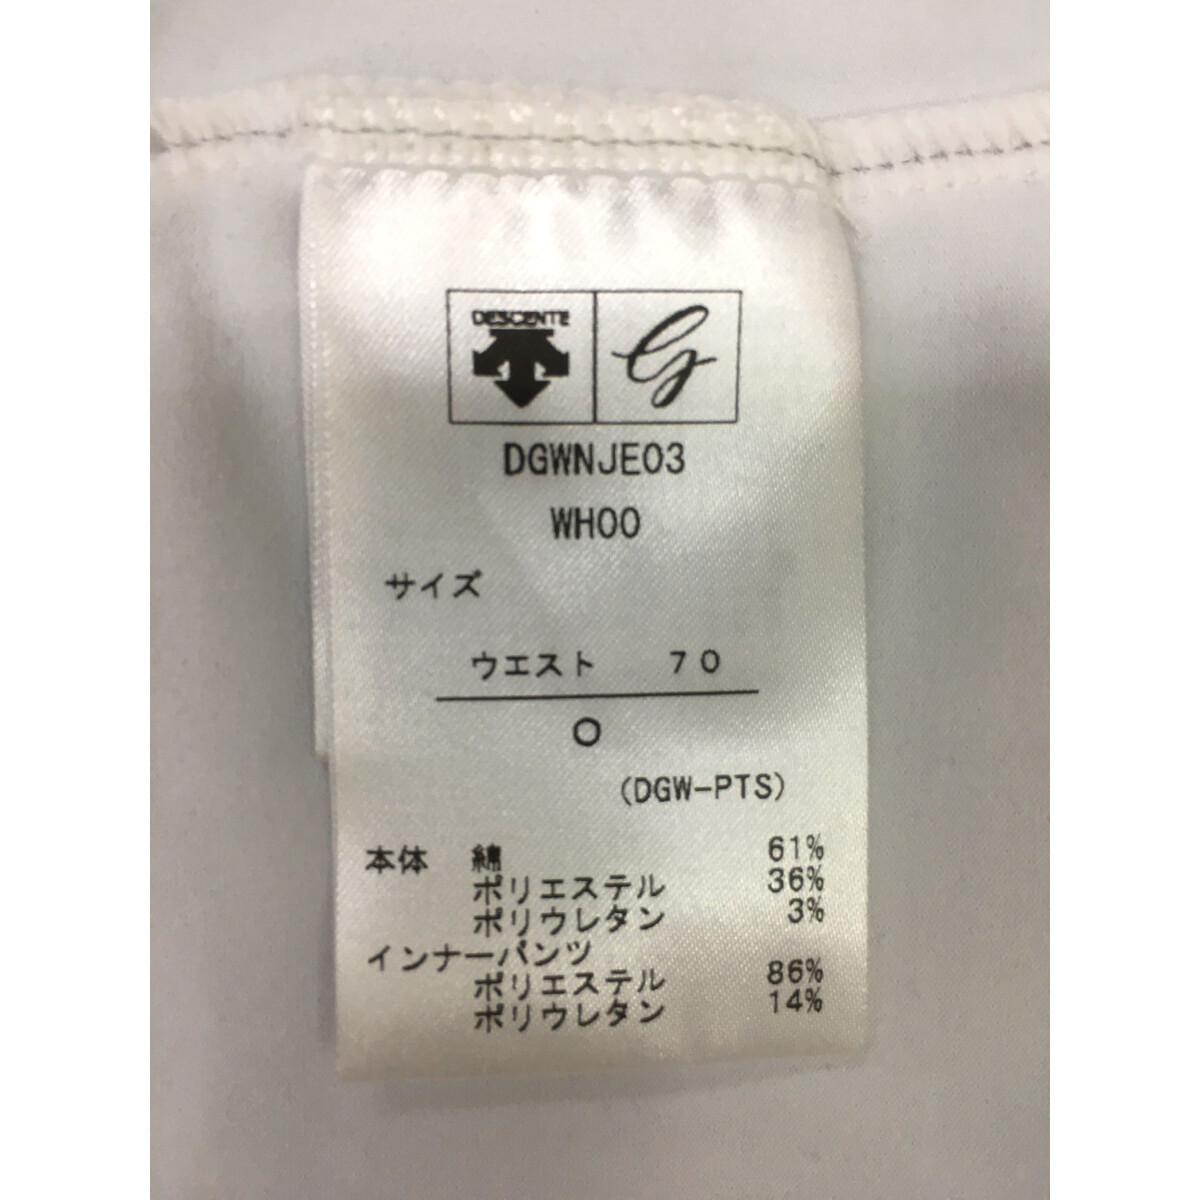 DESCENTE G
DGWNJE03
WH00
サイズ
ウエスト 70
O
(DGW-PTS)
本体 綿 61%
ポリエステル 36%
ポリウレタン 3%
インナーパンツ
ポリエステル 86%
ポリウレタン 14%